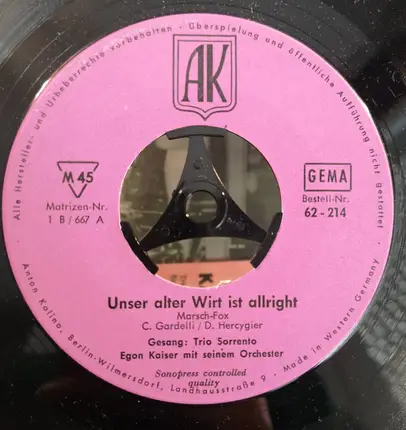 Alle Hersteller- und Urheberrechte vorbehalten - Überspielung und öffentliche Aufführung nicht gestattet
AK
M 45
Matrizen-Nr.
1 B / 667 A
GEMA
Bestell-Nr.
62 - 214
Unser alter Wirt ist allright
Marsch-Fox
C. Gardelli / D. Hercygier
Gesang: Trio Sorrento
Egon Kaiser mit seinem Orchester
Sonopress controlled
quality
Anton Kalina, Berlin-Wilmersdorf, Landhausstraße 9 - Made in Western Germany